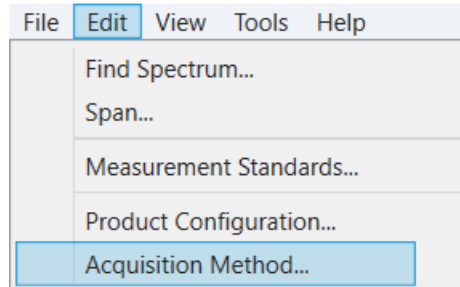 File Edit View Tools Help
Find Spectrum...
Span...
Measurement Standards...
Product Configuration...
Acquisition Method...